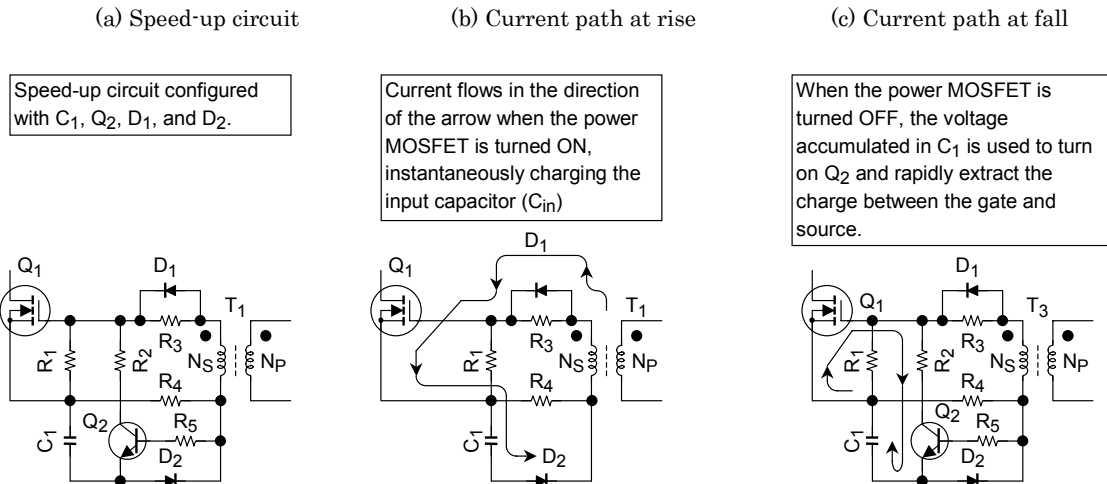 (a) Speed-up circuit
(b) Current path at rise
(c) Current path at fall
Speed-up circuit configured
with C1, Q2, D1, and D2.
Current flows in the direction
of the arrow when the power
MOSFET is turned ON,
instantaneously charging the
input capacitor (Cin)
When the power MOSFET is
turned OFF, the voltage
accumulated in C1 is used to turn
on Q2 and rapidly extract the
charge between the gate and
source.
Q1
D1
T1
R3
R1
R2
NS
NP
R4
Q2
R5
C1
D2
D1
Q1
T1
R3
R1
NS
NP
R4
C1
D2
D1
Q1
T3
R3
R1
R2
NS
NP
R4
Q2
R5
C1
D2